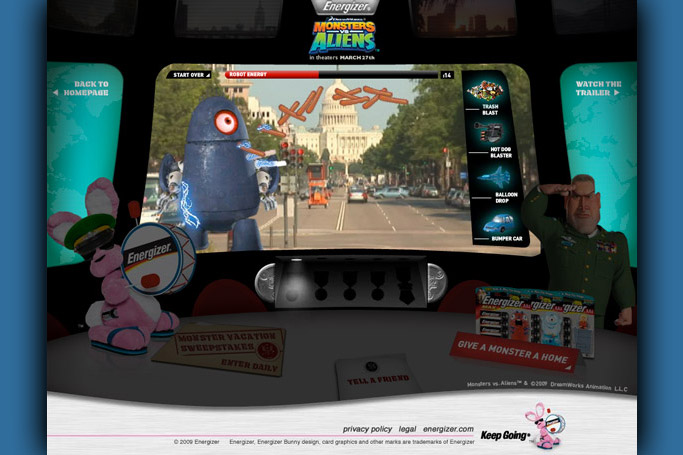 Energizer.
DREAMWORKS
MONSTERS
VS.
ALIENS
in theaters MARCH 27th
BACK TO
HOMEPAGE
START OVER
ROBOT ENERGY
:14
WATCH THE
TRAILER
TRASH
BLAST
HOT DOG
BLASTER
BALLOON
DROP
BUMPER CAR
Energizer.
MONSTER VACATION
SWEEPSTAKES
ENTER DAILY
TELL A FRIEND
Energizer
GIVE A MONSTER A HOME
Monsters vs. Aliens™ & ©2009 DreamWorks Animation L.L.C
privacy policy legal energizer.com
© 2009 Energizer Energizer, Energizer Bunny design, card graphics and other marks are trademarks of Energizer
Keep Going®